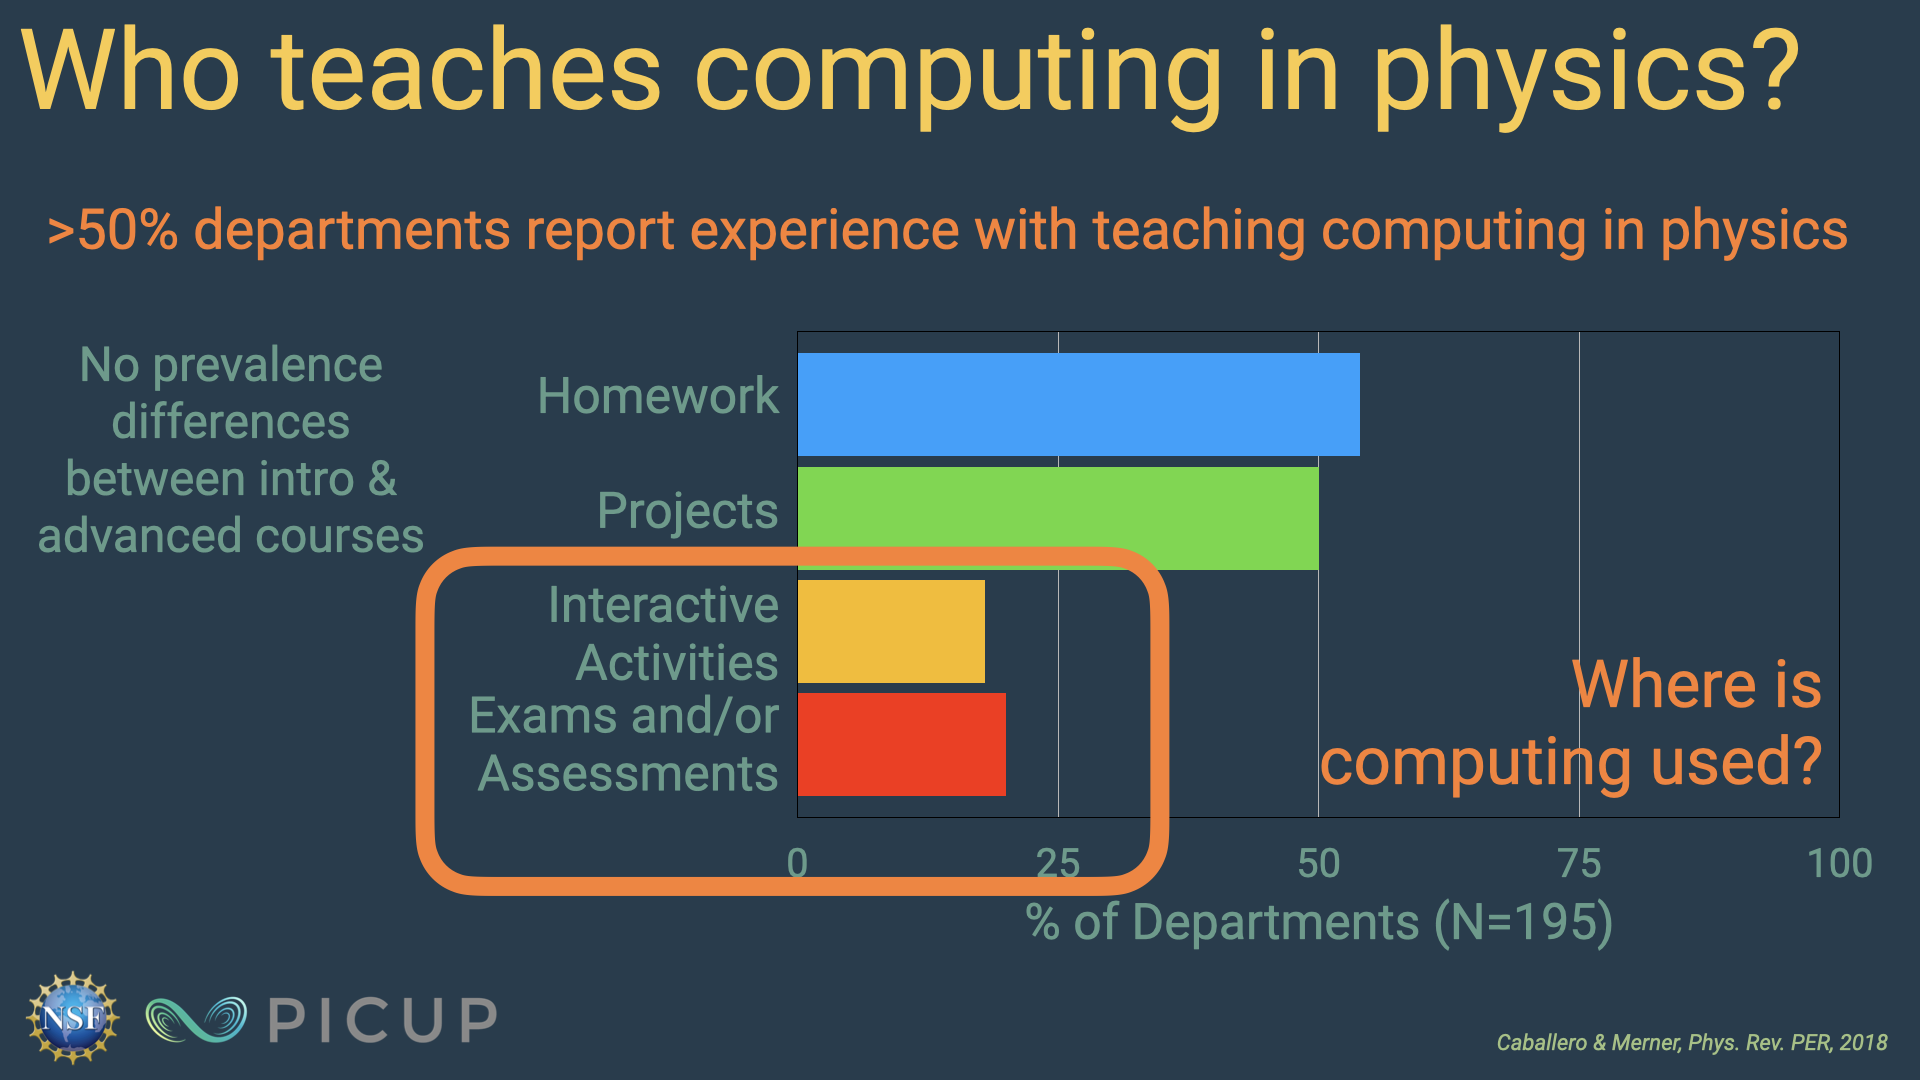 Who teaches computing in physics?
>50% departments report experience with teaching computing in physics
No prevalence
differences
between intro &
advanced courses
Homework
Projects
Interactive
Activities
Exams and/or
Assessments
Where is
computing used?
0 25 50 75 100
% of Departments (N=195)
NSF
PICUP
Caballero & Merner, Phys. Rev. PER, 2018